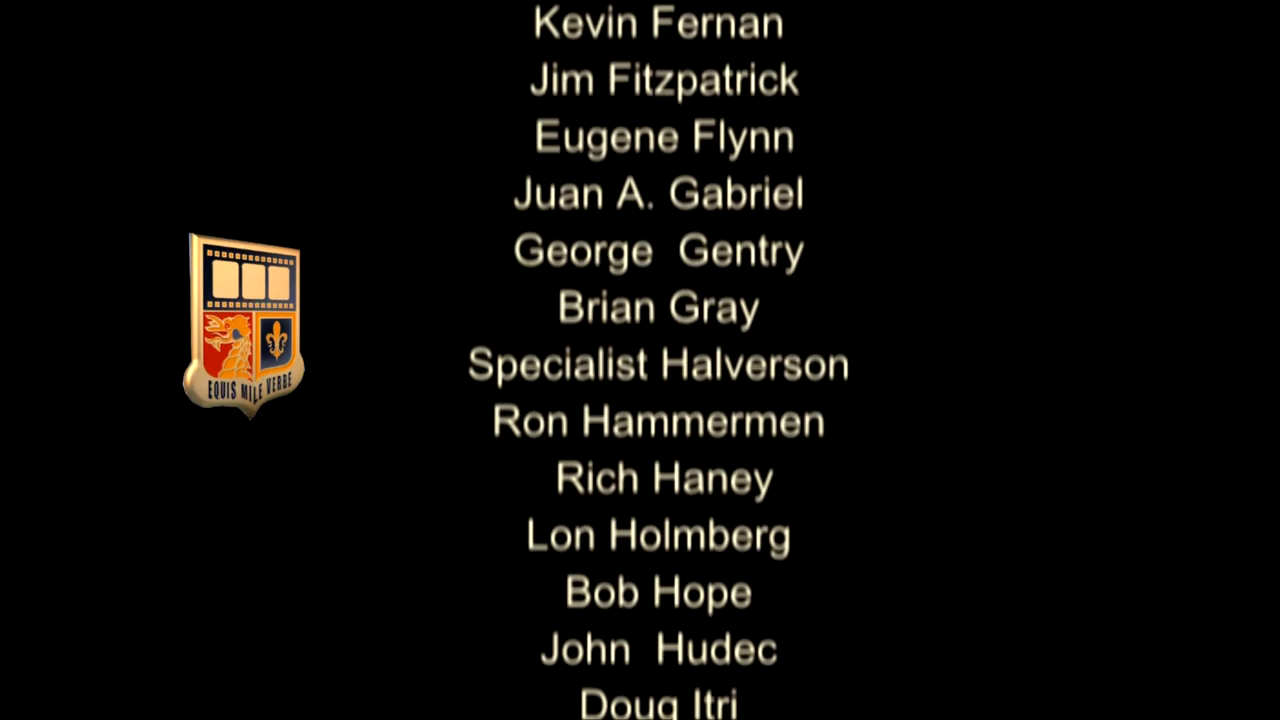 Kevin Fernan
Jim Fitzpatrick
Eugene Flynn
Juan A. Gabriel
George  Gentry
Brian Gray
Specialist Halverson
Ron Hammermen
Rich Haney
Lon Holmberg
Bob Hope
John  Hudec
Doug Itri
EQUIS MILE VERBE